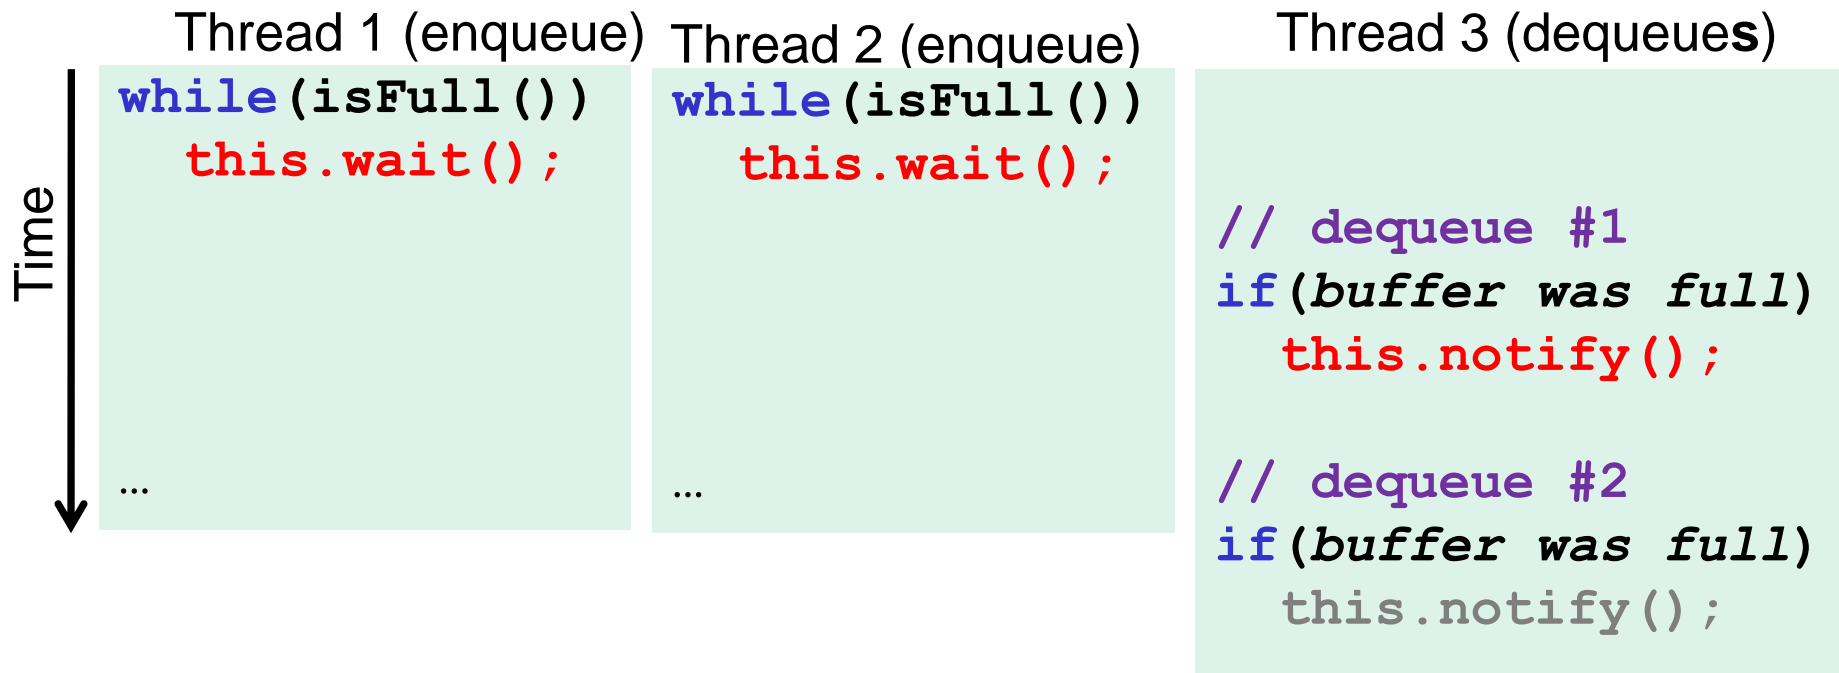 Thread 1 (enqueue)
while(isFull())
this.wait();
...
Thread 2 (enqueue)
while(isFull())
this.wait();
...
Thread 3 (dequeues)
// dequeue #1
if(buffer was full)
this.notify();
// dequeue #2
if(buffer was full)
this.notify();
Time